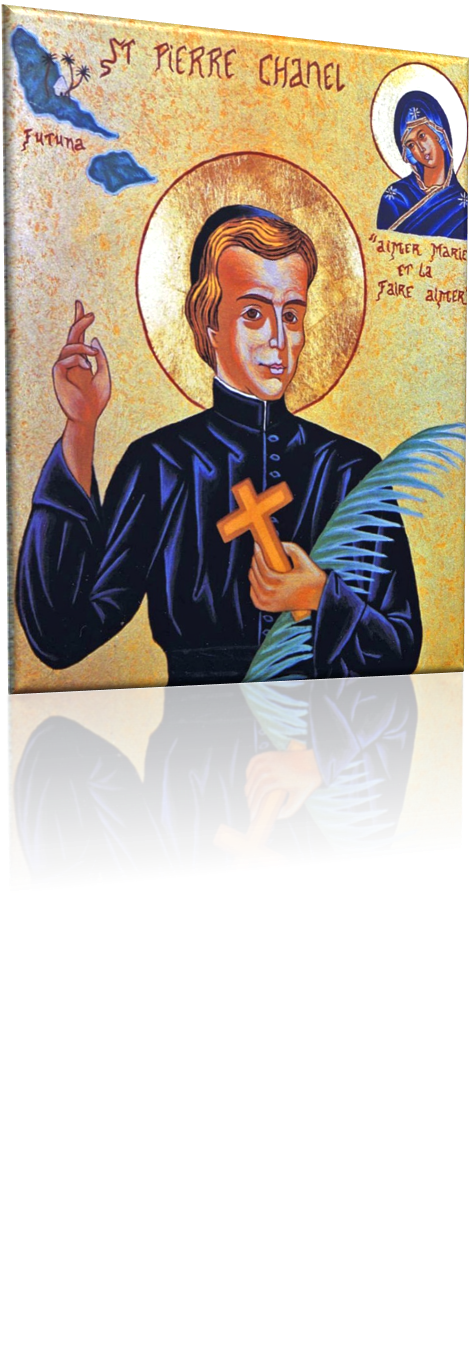 ST PIERRE CHANEL
Futuna
"aimer Marie
et la
Faire aimer"